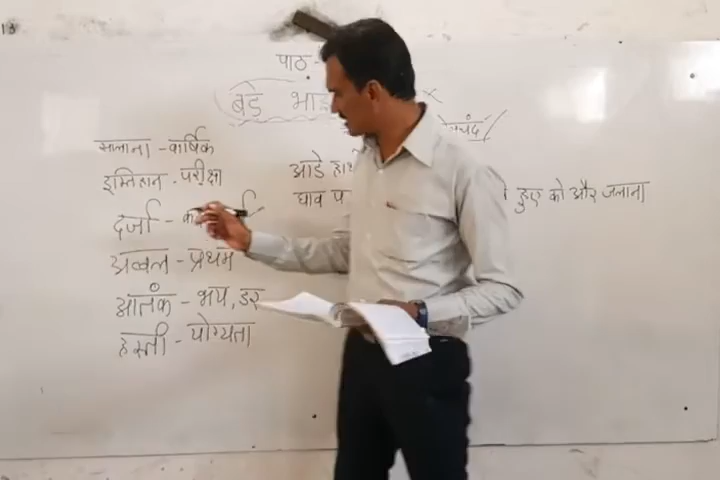 पाठ-
बड़े भाई
सालाना - वार्षिक
इम्तिहान - परीक्षा
दर्जा -
अव्वल - प्रथम
आतंक - भय, डर
हस्ती - योग्यता
आडे
घाव हुए को और जलाना